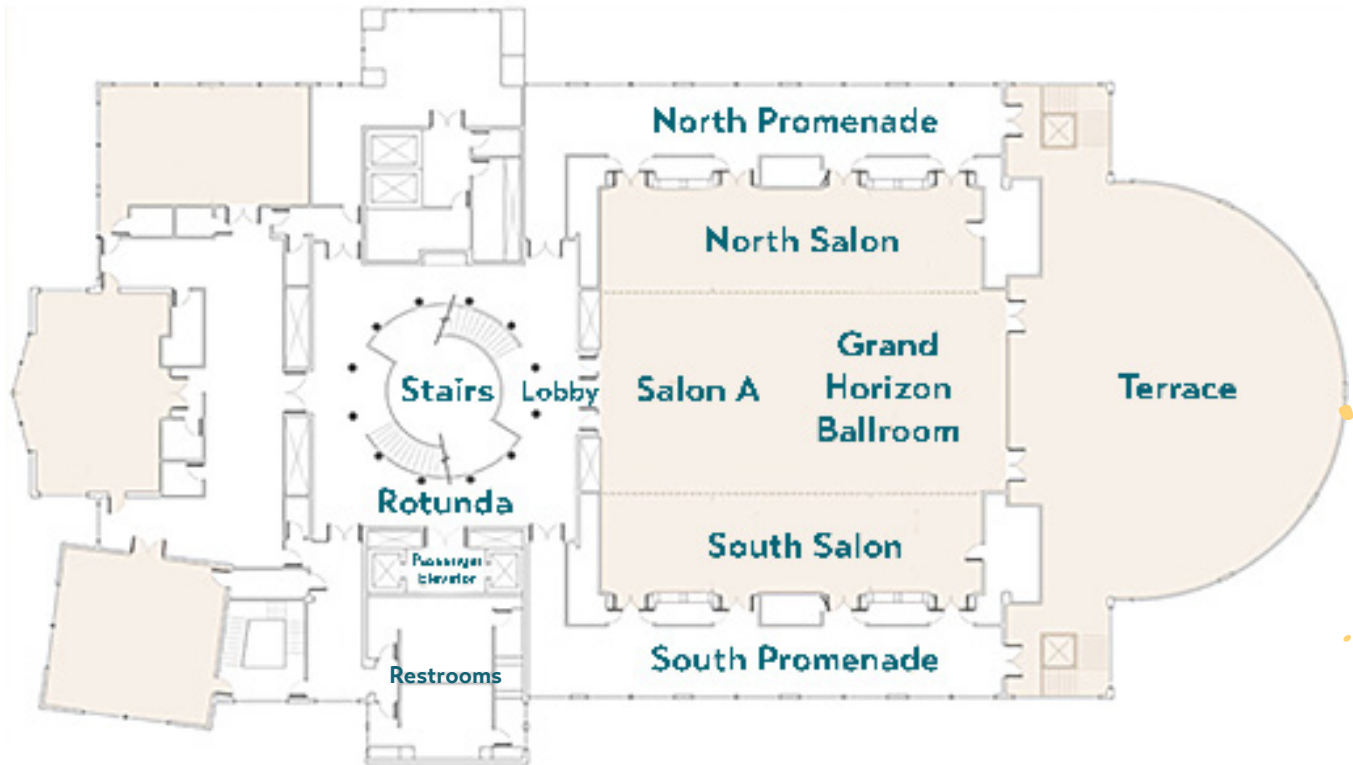 North Promenade
North Salon
Grand
Horizon
Ballroom
Stairs
Lobby
Salon A
Terrace
Rotunda
South Salon
Passenger
Elevator
South Promenade
Restrooms